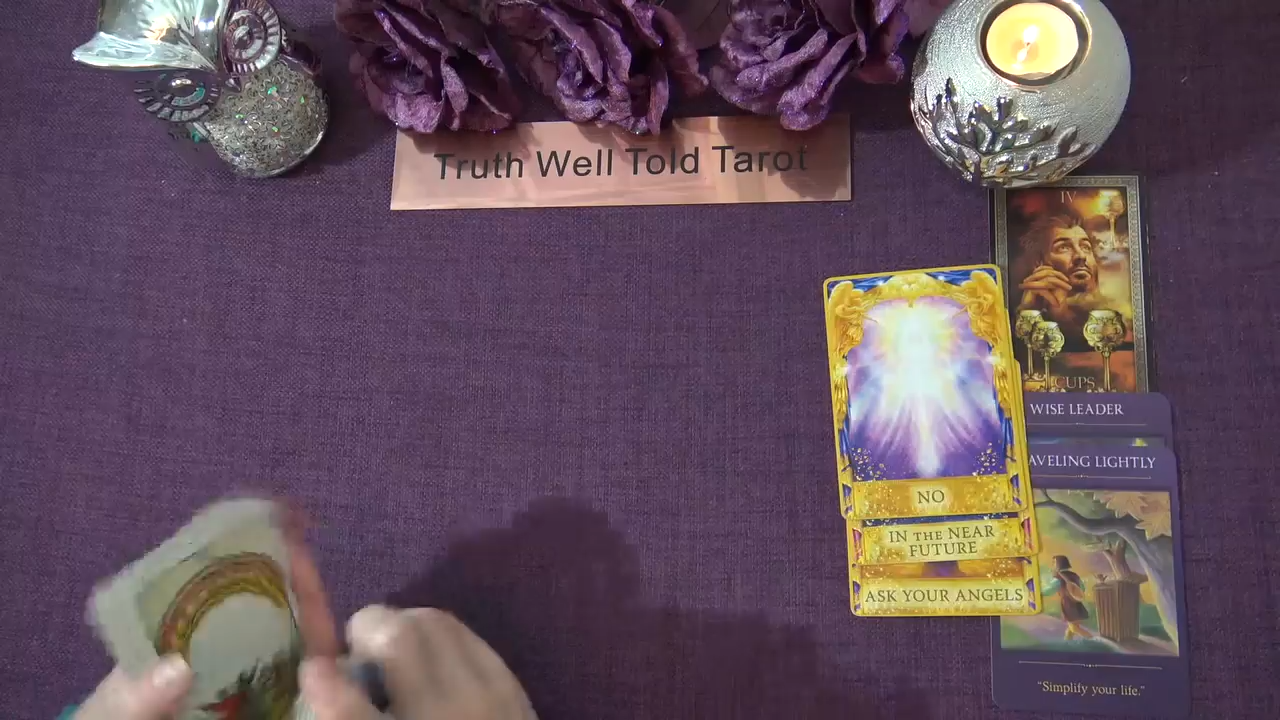 Truth Well Told Tarot
IV
CUPS
WISE LEADER
AVELING LIGHTLY
NO
IN THE NEAR
FUTURE
ASK YOUR ANGELS
"Simplify your life."